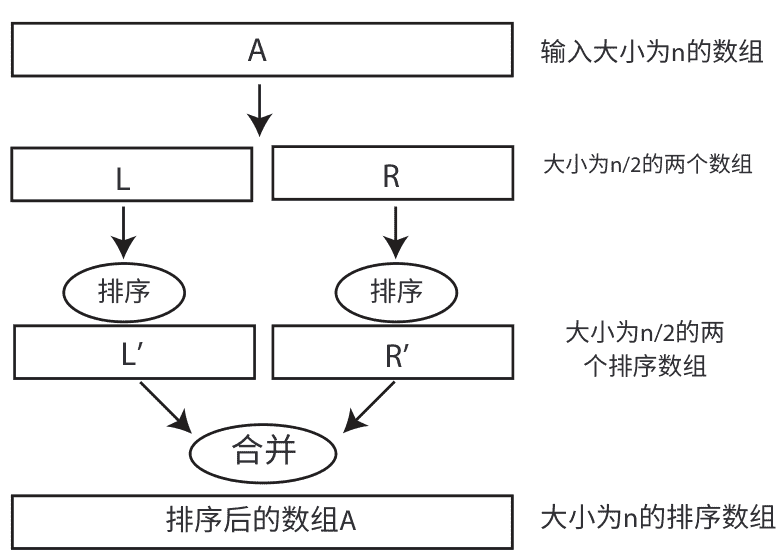 A
输入大小为n的数组
L
R
大小为n/2的两个数组
排序
排序
L′
R′
大小为n/2的两
个排序数组
合并
排序后的数组A
大小为n的排序数组